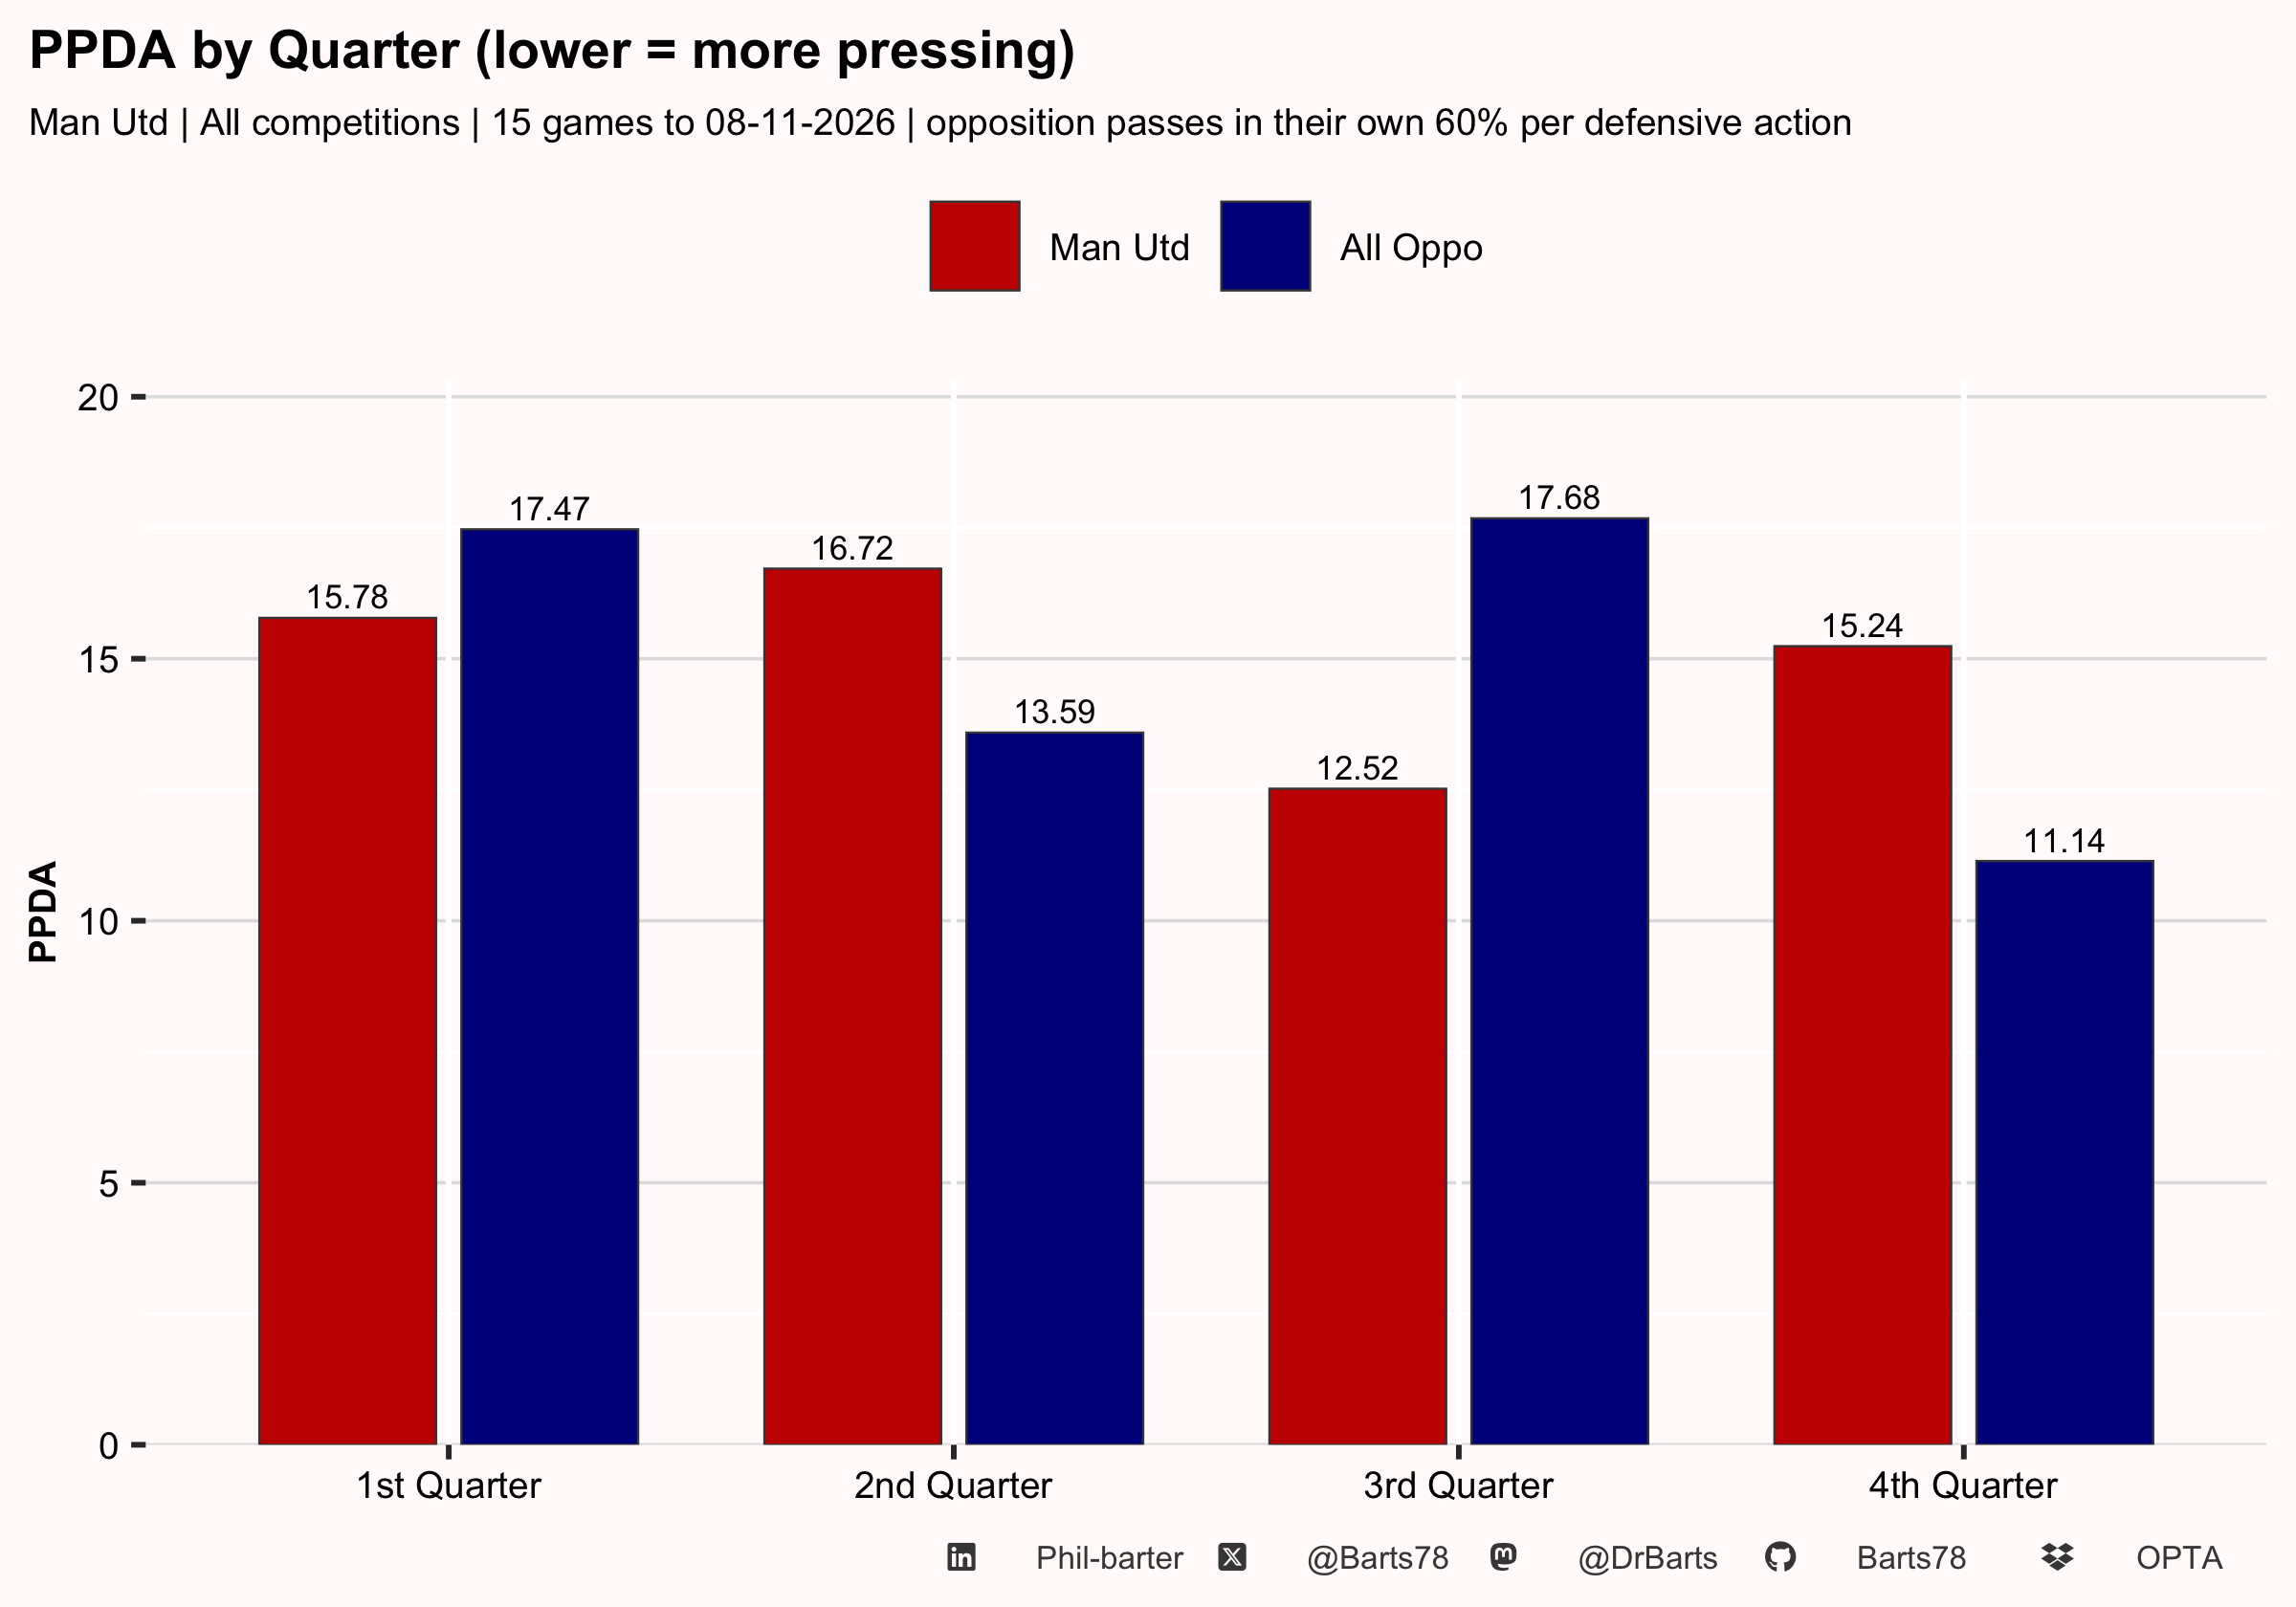 PPDA by Quarter (lower = more pressing)
Man Utd | All competitions | 15 games to 08-11-2026 | opposition passes in their own 60% per defensive action
Man Utd
All Oppo
20
15
10
5
0
PPDA
15.78
17.47
16.72
13.59
12.52
17.68
15.24
11.14
1st Quarter
2nd Quarter
3rd Quarter
4th Quarter
Phil-barter @Barts78 @DrBarts Barts78 OPTA